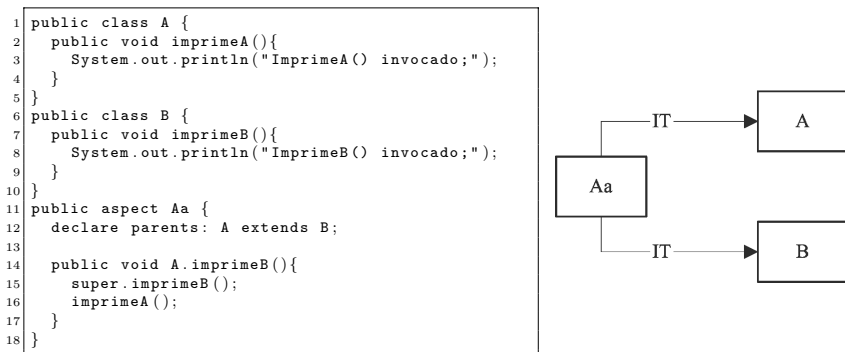 1 public class A {
2 public void imprimeA(){
3 System.out.println("ImprimeA() invocado;");
4 }
5 }
6 public class B {
7 public void imprimeB(){
8 System.out.println("ImprimeB() invocado;");
9 }
10 }
11 public aspect Aa {
12 declare parents: A extends B;
13
14 public void A.imprimeB(){
15 super.imprimeB();
16 imprimeA();
17 }
18 }
IT
A
Aa
IT
B